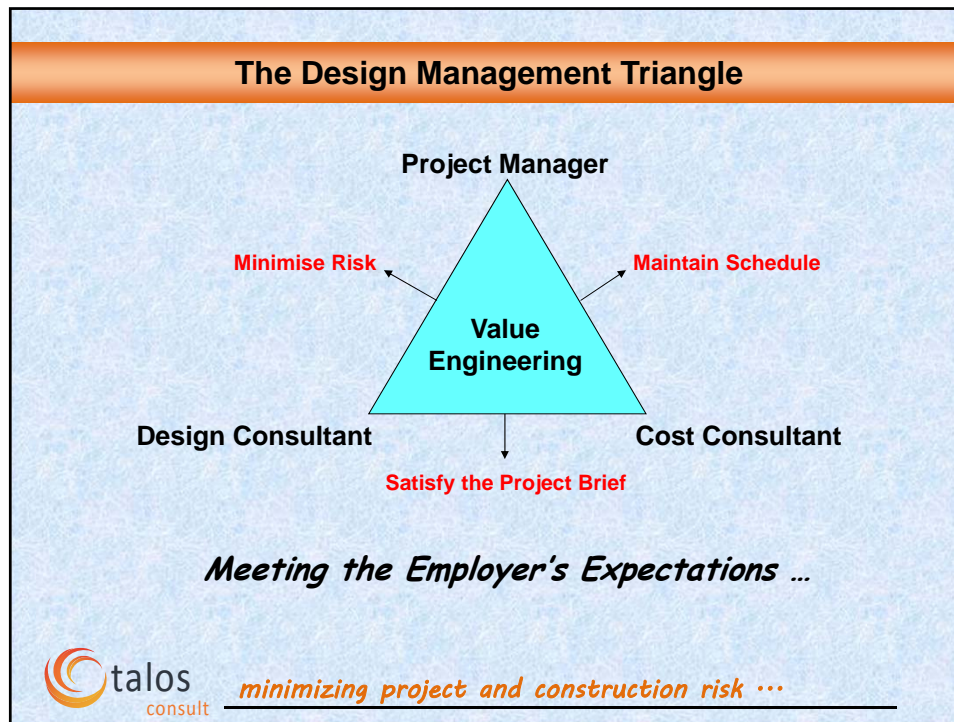 The Design Management Triangle
Project Manager
Minimise Risk
Maintain Schedule
Value
Engineering
Design Consultant
Cost Consultant
Satisfy the Project Brief
Meeting the Employer's Expectations ...
talos
consult
minimizing project and construction risk ...